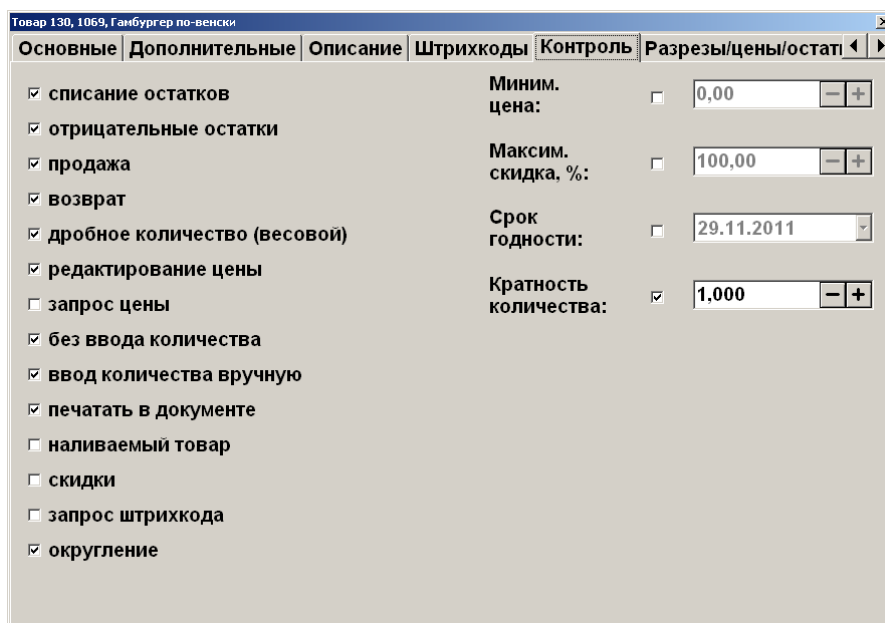 Товар 130, 1069, Гамбургер по-венски
Основные Дополнительные Описание Штрихкоды Контроль Разрезы/цены/остат
списание остатков
отрицательные остатки
продажа
возврат
дробное количество (весовой)
редактирование цены
запрос цены
без ввода количества
ввод количества вручную
печатать в документе
наливаемый товар
скидки
запрос штрихкода
округление
Миним.
цена:
0,00
Максим.
скидка, %:
100,00
Срок
годности:
29.11.2011
Кратность
количества:
1,000